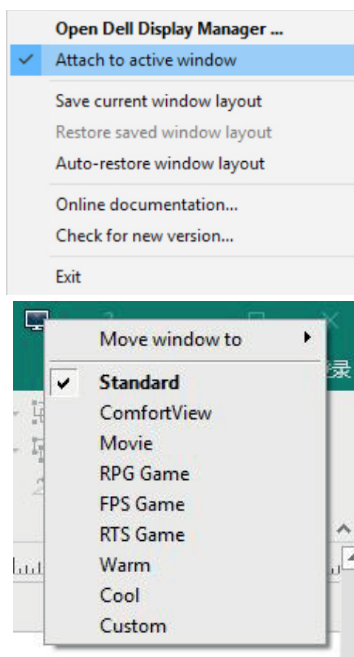 Open Dell Display Manager ...
Attach to active window
Save current window layout
Restore saved window layout
Auto-restore window layout
Online documentation...
Check for new version...
Exit
Move window to
录
Standard
ComfortView
Movie
RPG Game
FPS Game
RTS Game
Warm
Cool
Custom